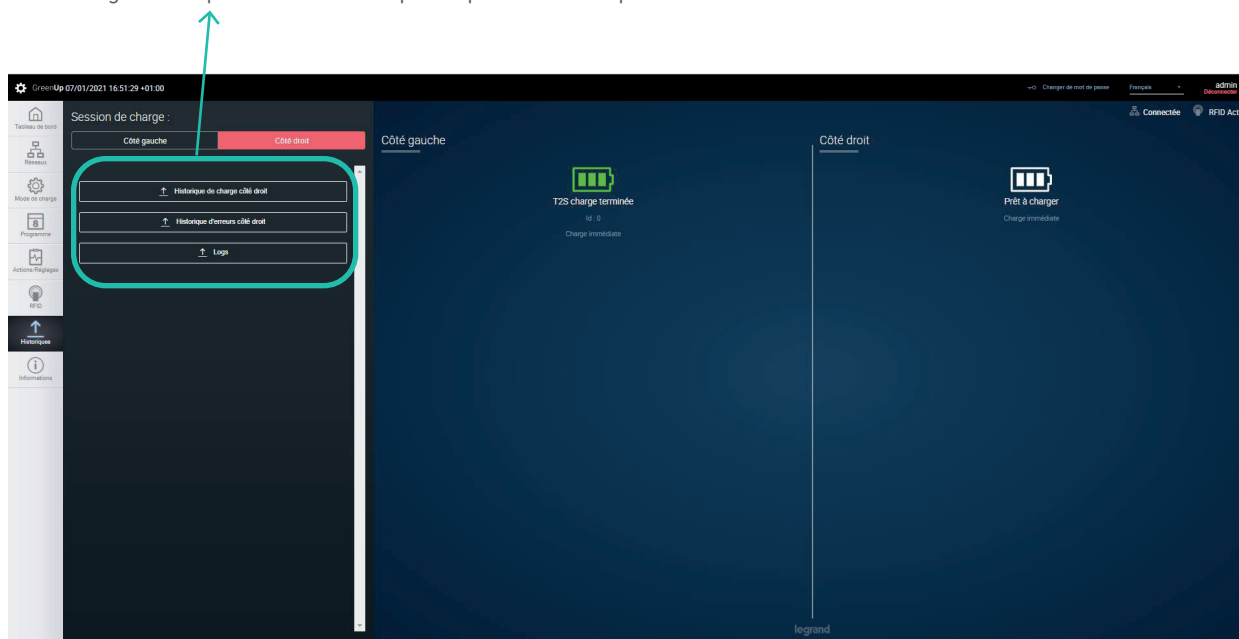 GreenUp 07/01/2021 16:51:29 +01:00
Changer de mot de passe
Français
admin
Déconnecter
Connectée
RFID Act
Tableau de bord
Réseaux
Mode de charge
8
Programme
Actions/Réglages
RFID
Historiques
Informations
Session de charge :
Côté gauche
Côté droit
Historique de charge côté droit
Historique d'erreurs côté droit
Logs
Côté gauche
T2S charge terminée
Id : 0
Charge immédiate
Côté droit
Prêt à charger
Charge immédiate
legrand